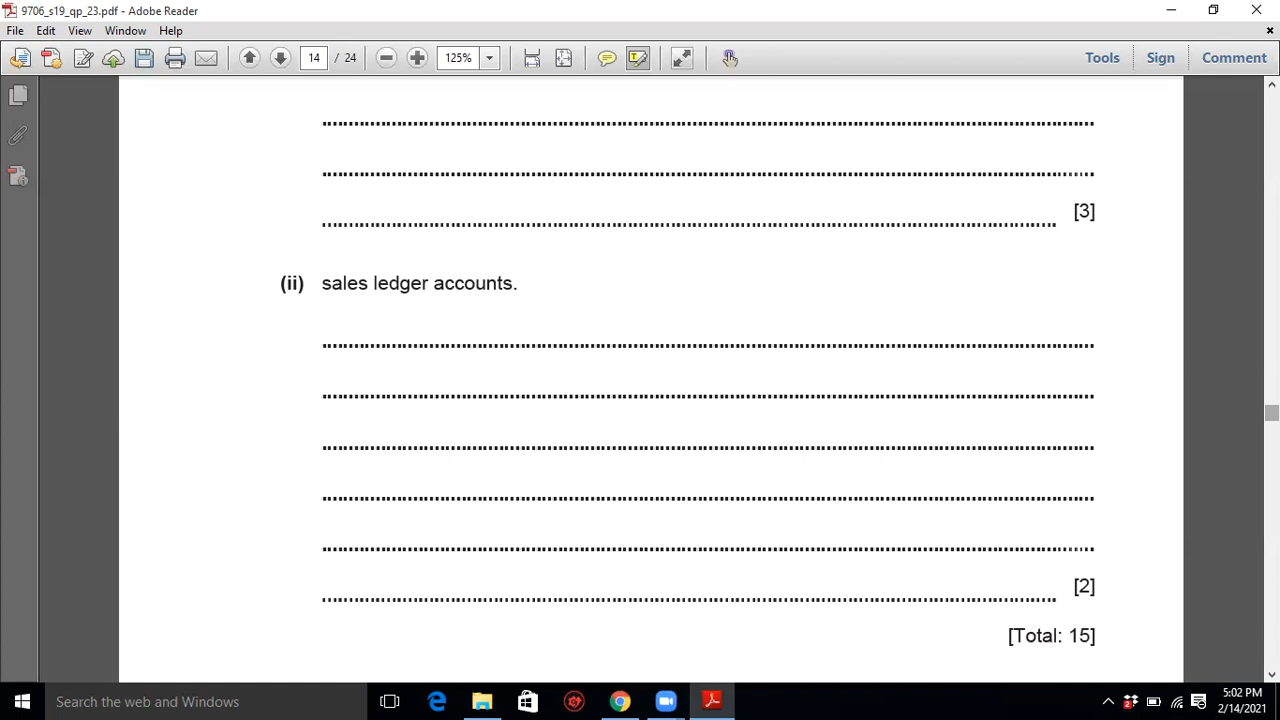 9706_s19_qp_23.pdf - Adobe Reader
File Edit View Window Help
14 / 24 125% Tools Sign Comment
[3]
(ii) sales ledger accounts.
[2]
[Total: 15]
Search the web and Windows
5:02 PM
2/14/2021